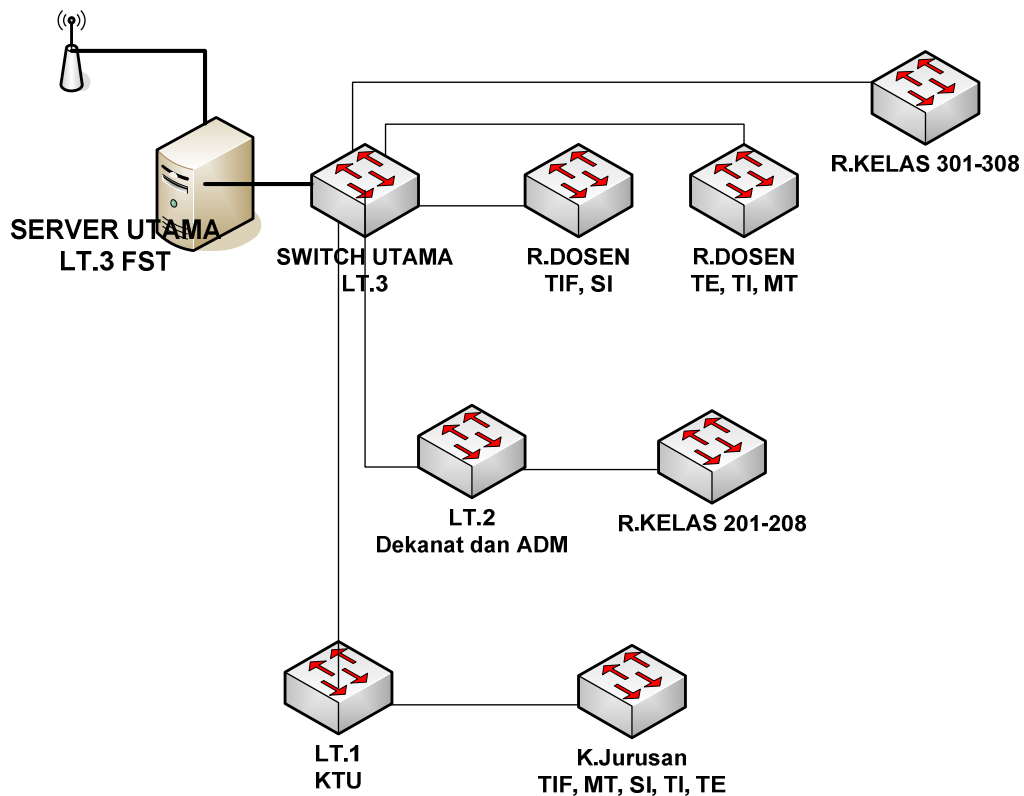 R.KELAS 301-308
SERVER UTAMA
LT.3 FST
SWITCH UTAMA
LT.3
R.DOSEN
TIF, SI
R.DOSEN
TE, TI, MT
LT.2
Dekanat dan ADM
R.KELAS 201-208
LT.1
KTU
K.Jurusan
TIF, MT, SI, TI, TE